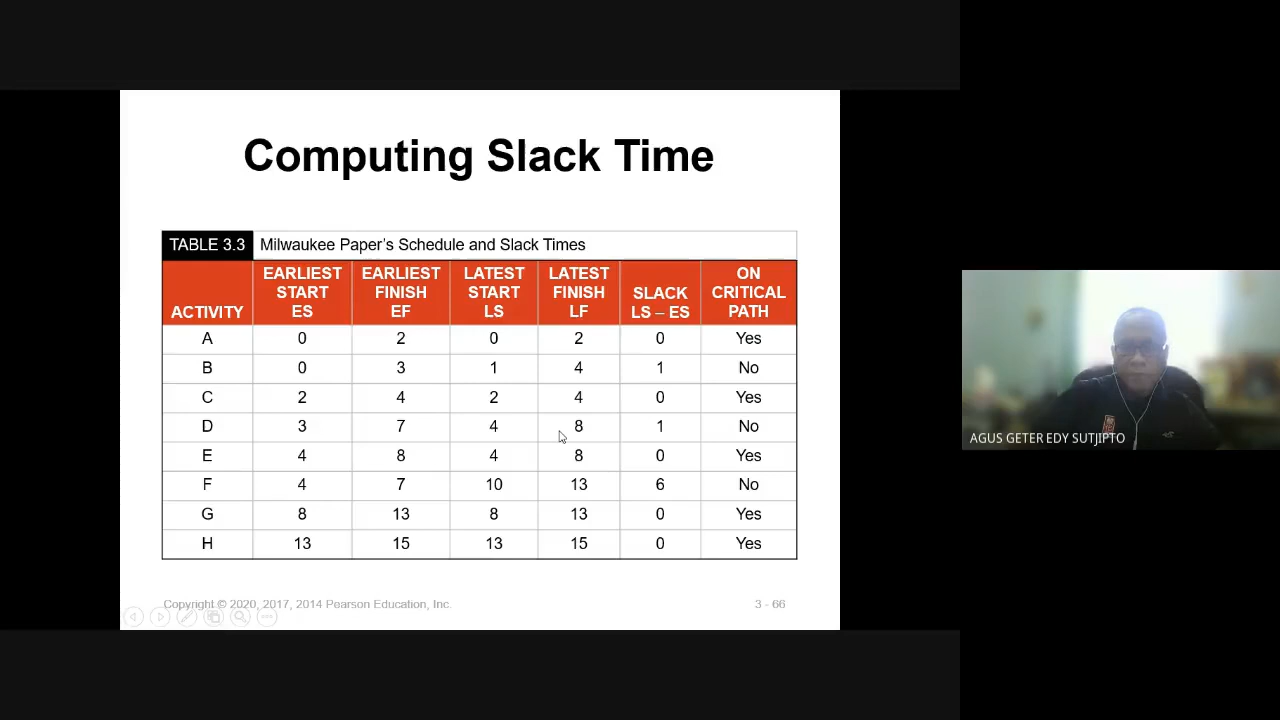 Computing Slack Time
TABLE 3.3 Milwaukee Paper's Schedule and Slack Times
ACTIVITY EARLIEST START ES EARLIEST FINISH EF LATEST START LS LATEST FINISH LF SLACK LS – ES ON CRITICAL PATH
A 0 2 0 2 0 Yes
B 0 3 1 4 1 No
C 2 4 2 4 0 Yes
D 3 7 4 8 1 No
E 4 8 4 8 0 Yes
F 4 7 10 13 6 No
G 8 13 8 13 0 Yes
H 13 15 13 15 0 Yes
Copyright © 2020, 2017, 2014 Pearson Education, Inc. 3 - 66
AGUS GETER EDY SUTJIPTO